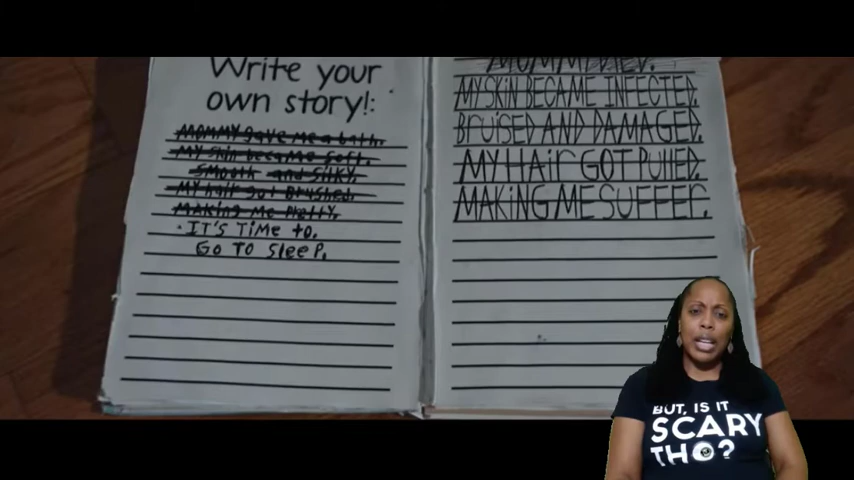 Write your
own story!:
MOMMY gave me a bath.
MY skin became soft.
smooth and silky.
MY hair got Brushed.
MAKING Me Pretty.
IT'S TIME to.
GO TO SLeeP.
MOMMY DIED.
MY SKIN BECAME INFECTED.
BruiSED AND DAMAGED.
MY HAir GOT PULLED.
MAKING ME SUFFEr.
BUT, IS IT
SCARY
THO?